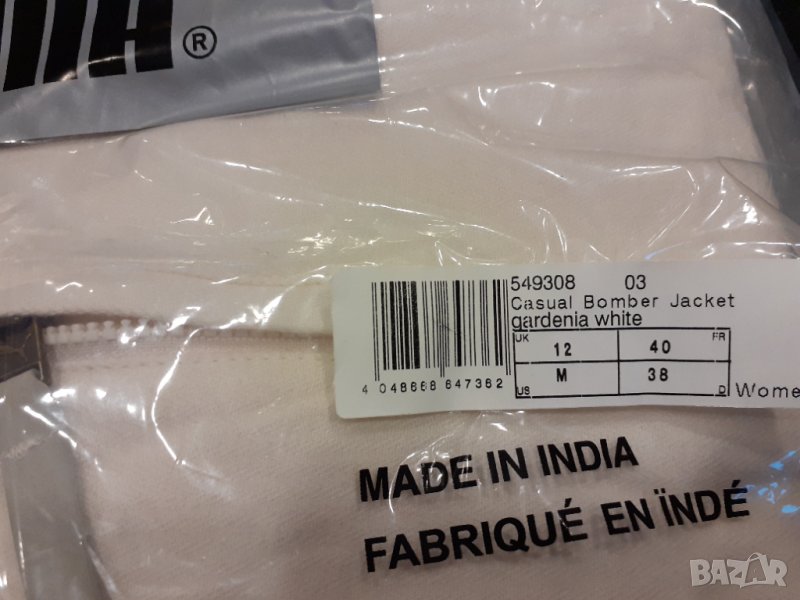 ®
549308 03
Casual Bomber Jacket
gardenia white
UK 12 40 FR
US M 38 D
4 048668 647362
MADE IN INDIA
FABRIQUÉ EN ÏNDÉ
BAZAR